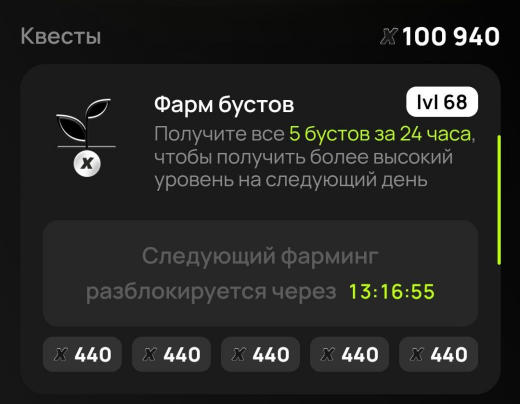 Квесты X 100 940
Фарм бустов lvl 68
Получите все 5 бустов за 24 часа,
чтобы получить более высокий
уровень на следующий день
X
Следующий фарминг
разблокируется через 13:16:55
X 440 X 440 X 440 X 440 X 440